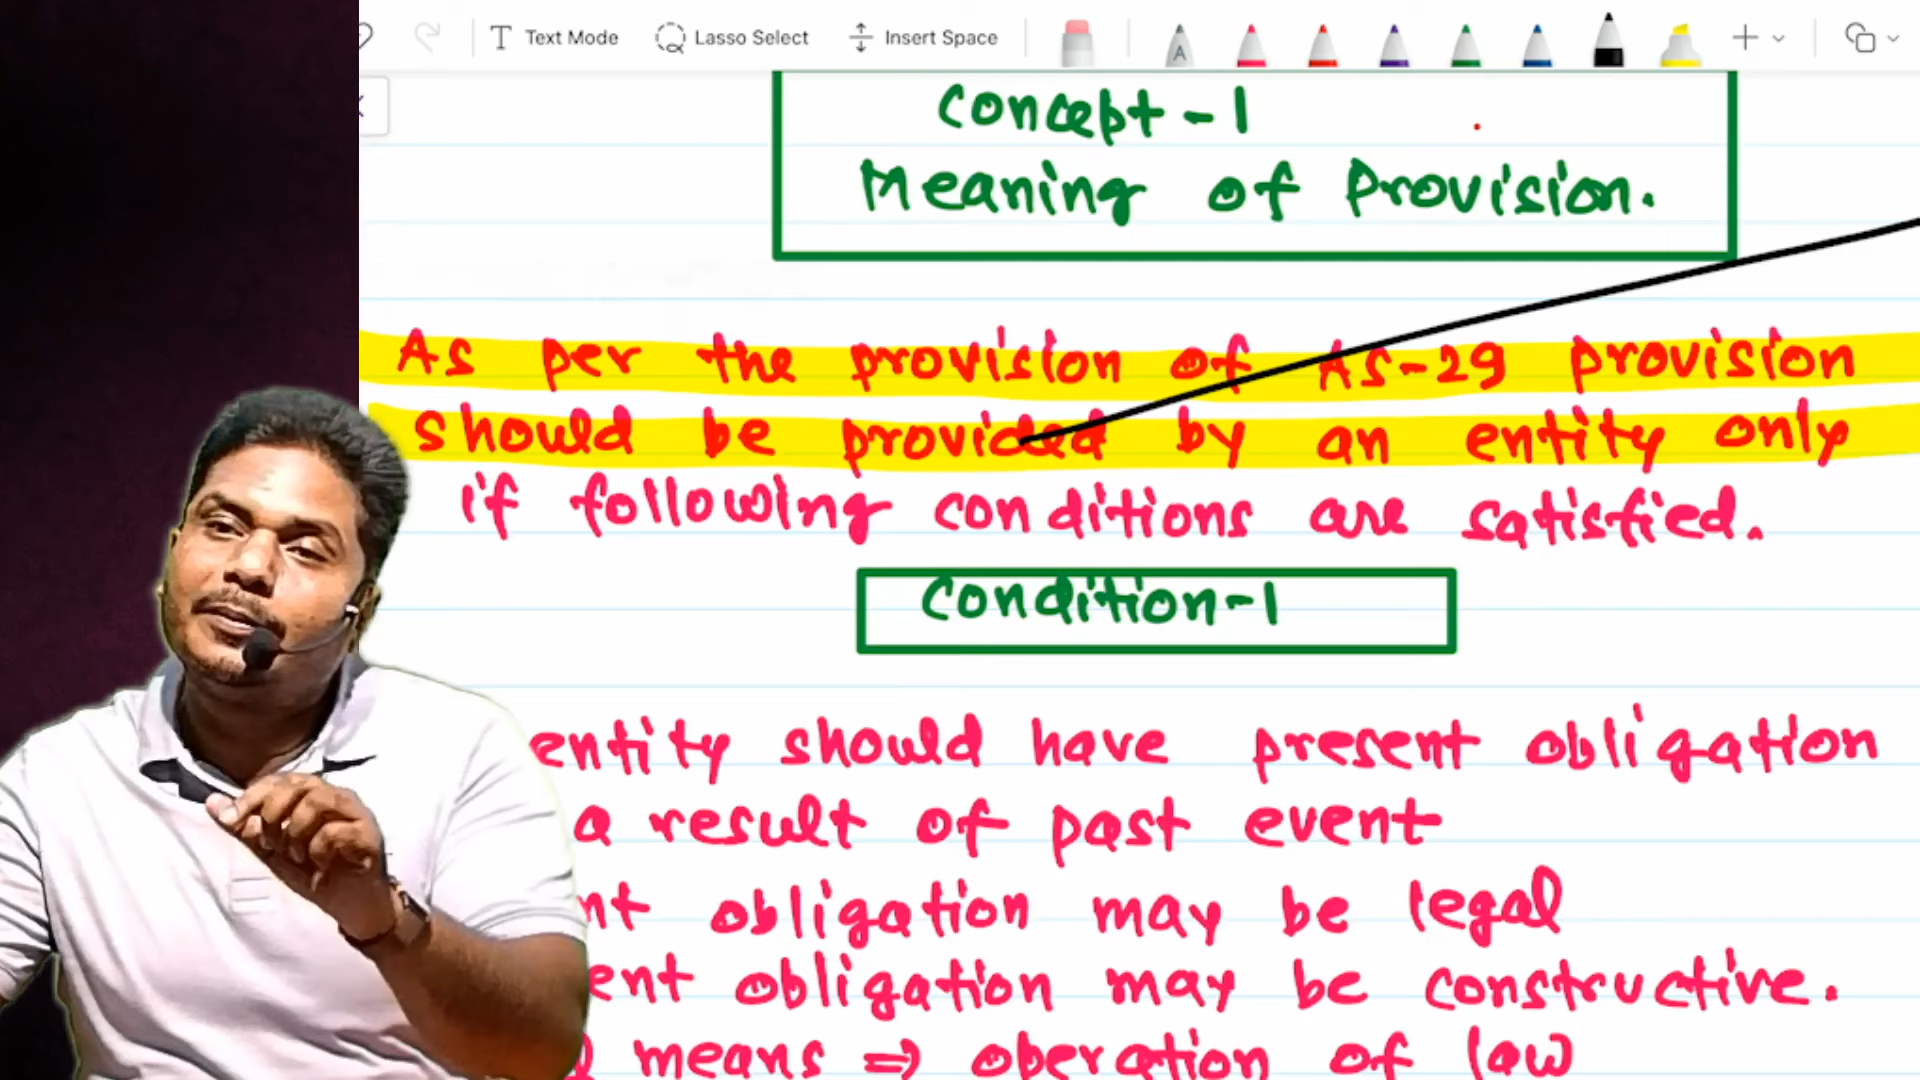 Text Mode Lasso Select Insert Space
A
Concept-1
Meaning of Provision.
As per the provision of AS-29 provision
should be provided by an entity only
if following conditions are satisfied.
Condition-1
entity should have present obligation
a result of past event
nt obligation may be legal
ent obligation may be constructive.
means => operation of law